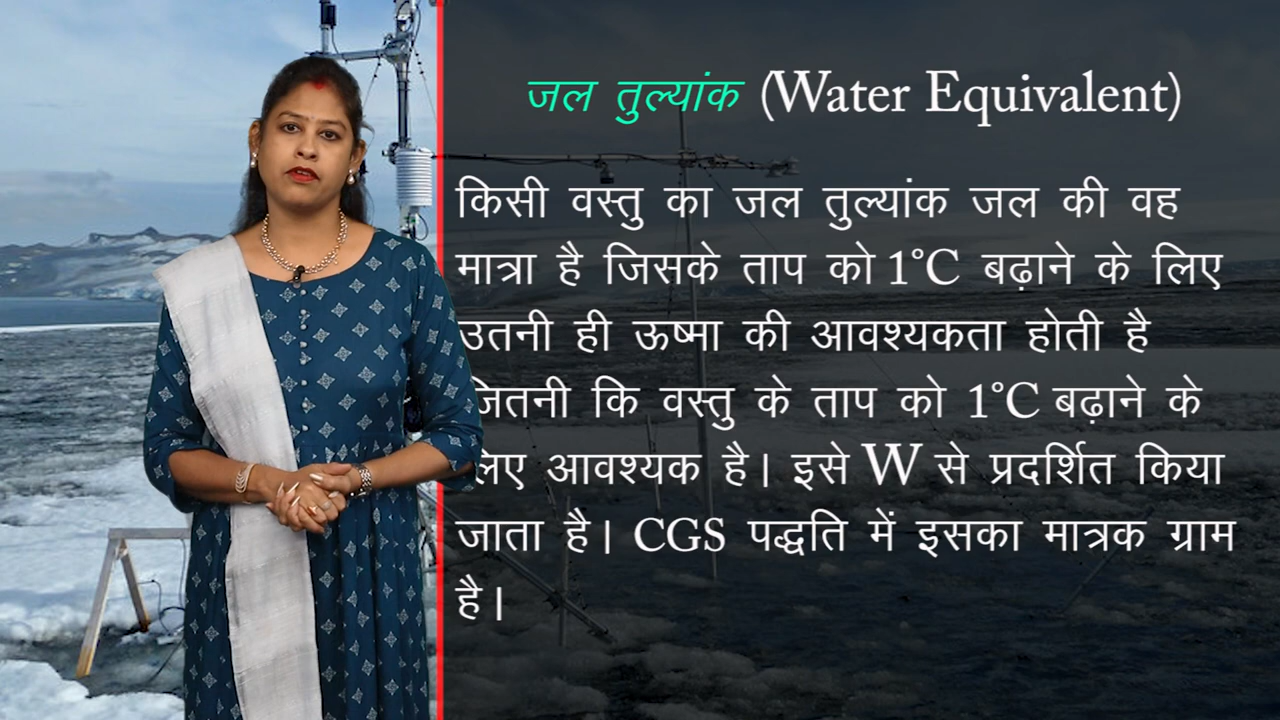 जल तुल्यांक (Water Equivalent)
किसी वस्तु का जल तुल्यांक जल की वह
मात्रा है जिसके ताप को 1°C बढ़ाने के लिए
उतनी ही ऊष्मा की आवश्यकता होती है
जितनी कि वस्तु के ताप को 1°C बढ़ाने के
लिए आवश्यक है। इसे W से प्रदर्शित किया
जाता है। CGS पद्धति में इसका मात्रक ग्राम
है।